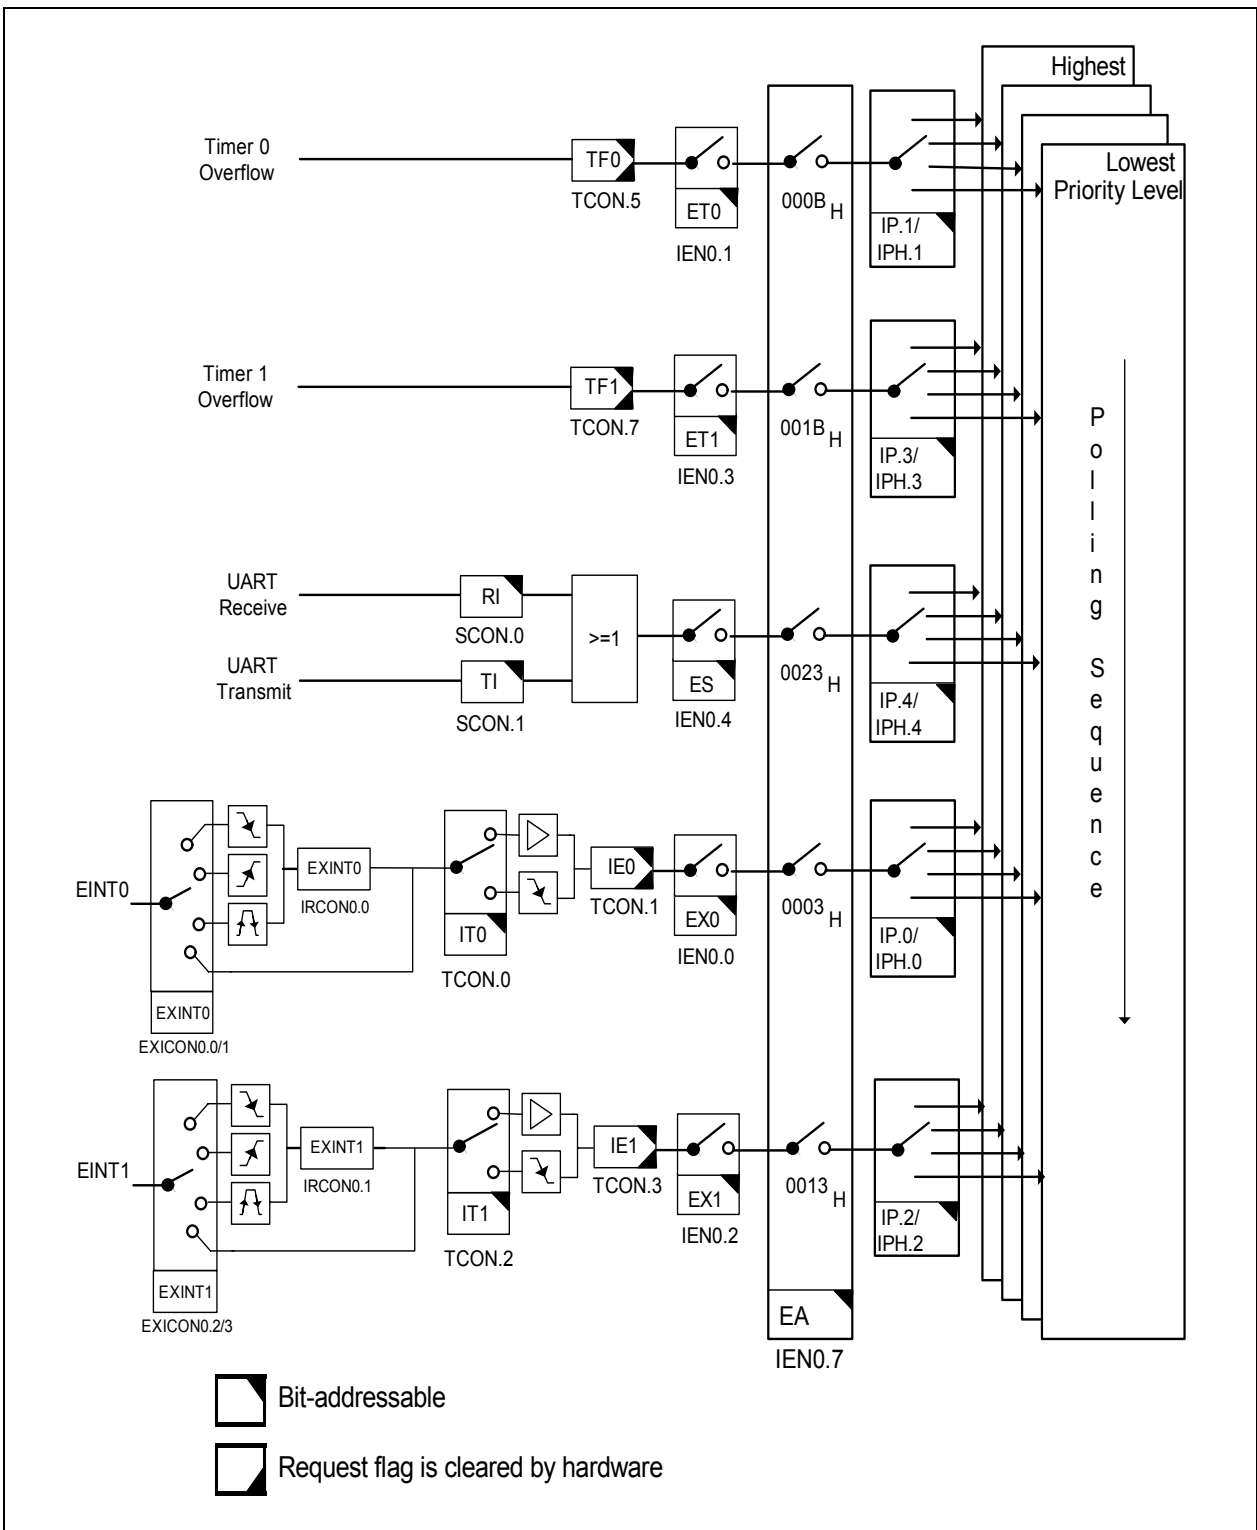 Highest
Lowest
Priority Level
Timer 0
Overflow
TF0
TCON.5
ET0
IEN0.1
000B H
IP.1/
IPH.1
Timer 1
Overflow
TF1
TCON.7
ET1
IEN0.3
001B H
IP.3/
IPH.3
UART
Receive
RI
SCON.0
UART
Transmit
TI
SCON.1
>=1
ES
IEN0.4
0023 H
IP.4/
IPH.4
EINT0
EXINT0
EXICON0.0/1
EXINT0
IRCON0.0
IT0
TCON.0
IE0
TCON.1
EX0
IEN0.0
0003 H
IP.0/
IPH.0
EINT1
EXINT1
EXICON0.2/3
EXINT1
IRCON0.1
IT1
TCON.2
IE1
TCON.3
EX1
IEN0.2
0013 H
IP.2/
IPH.2
EA
IEN0.7
Polling Sequence
Bit-addressable
Request flag is cleared by hardware